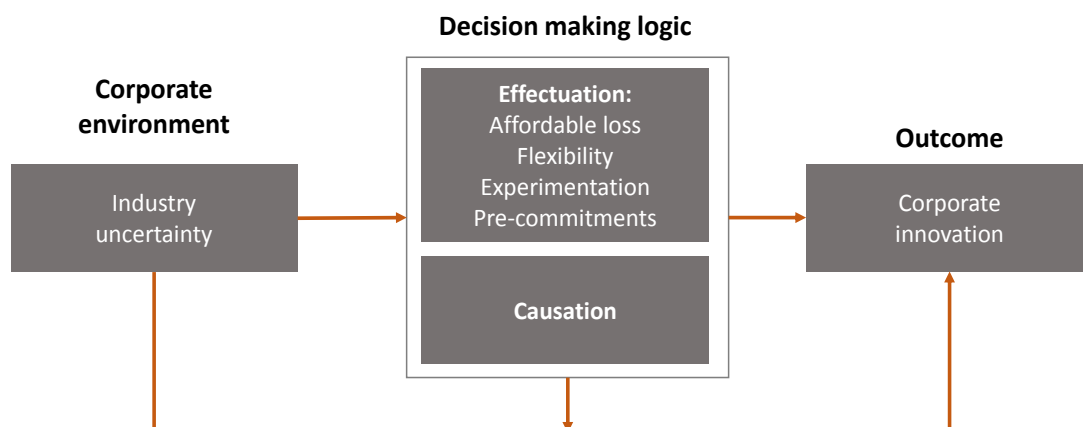 Decision making logic
Corporate
environment
Industry
uncertainty
Effectuation:
Affordable loss
Flexibility
Experimentation
Pre-commitments
Causation
Outcome
Corporate
innovation